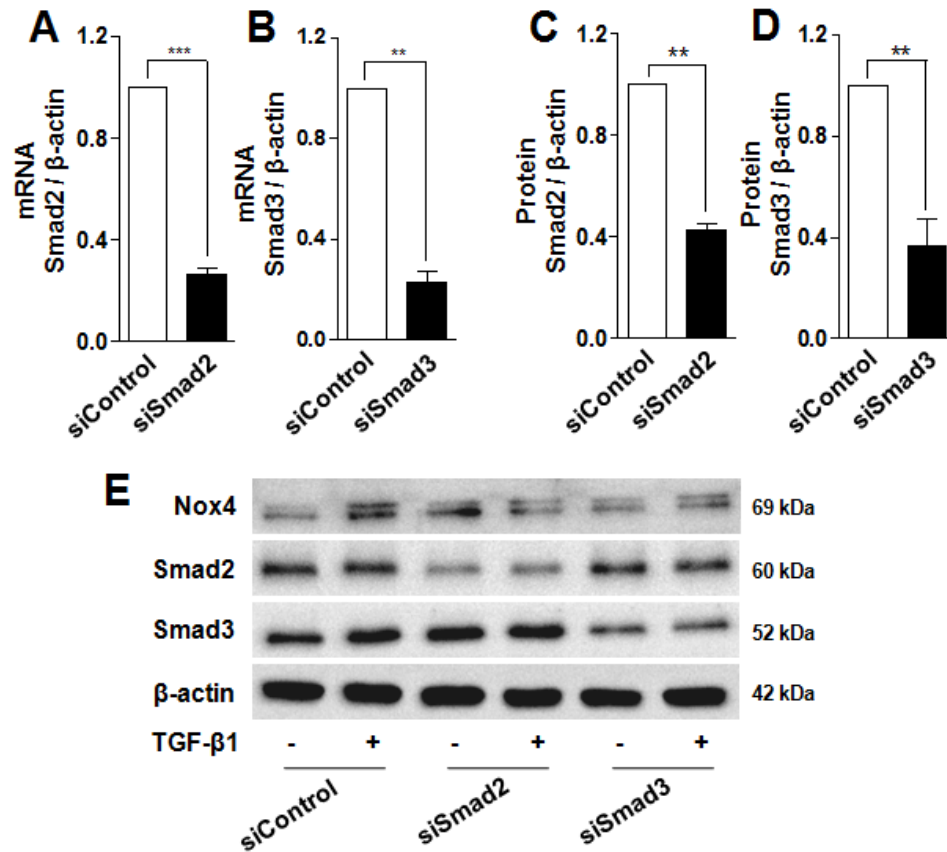 A
mRNA
Smad2 / β-actin
1.2
0.8
0.4
0.0
***
siControl
siSmad2
B
mRNA
Smad3 / β-actin
1.2
0.8
0.4
0.0
**
siControl
siSmad3
C
Protein
Smad2 / β-actin
1.2
0.8
0.4
0.0
**
siControl
siSmad2
D
Protein
Smad3 / β-actin
1.2
0.8
0.4
0.0
**
siControl
siSmad3
E
Nox4 69 kDa
Smad2 60 kDa
Smad3 52 kDa
β-actin 42 kDa
TGF-β1 - + - + - +
siControl siSmad2 siSmad3